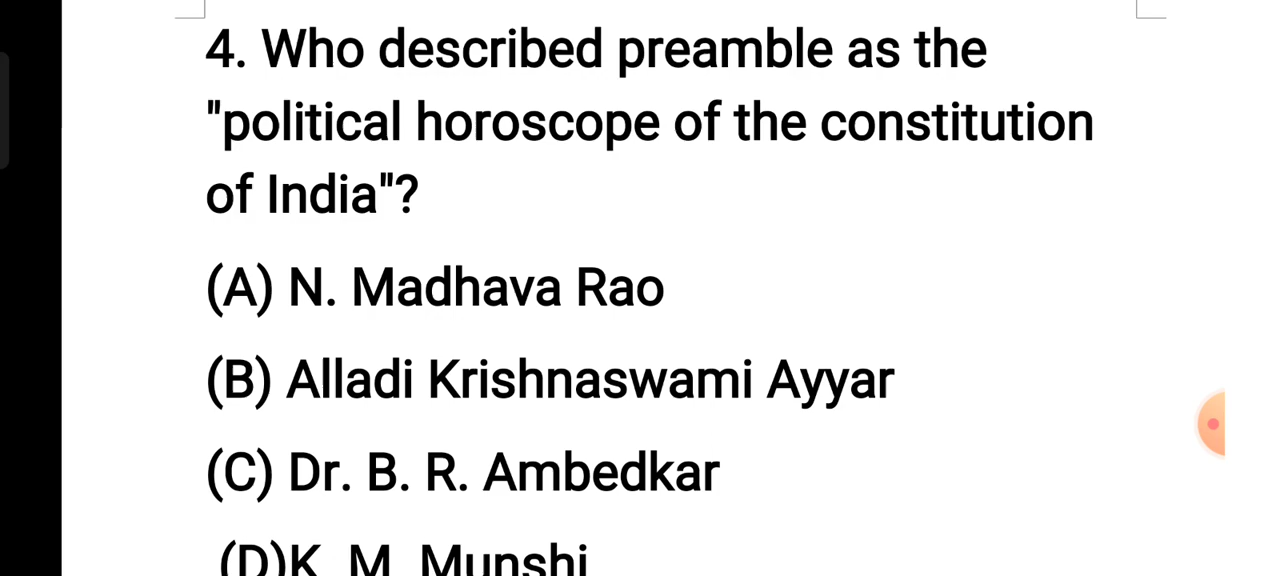 4. Who described preamble as the
"political horoscope of the constitution
of India"?
(A) N. Madhava Rao
(B) Alladi Krishnaswami Ayyar
(C) Dr. B. R. Ambedkar
(D)K. M. Munshi